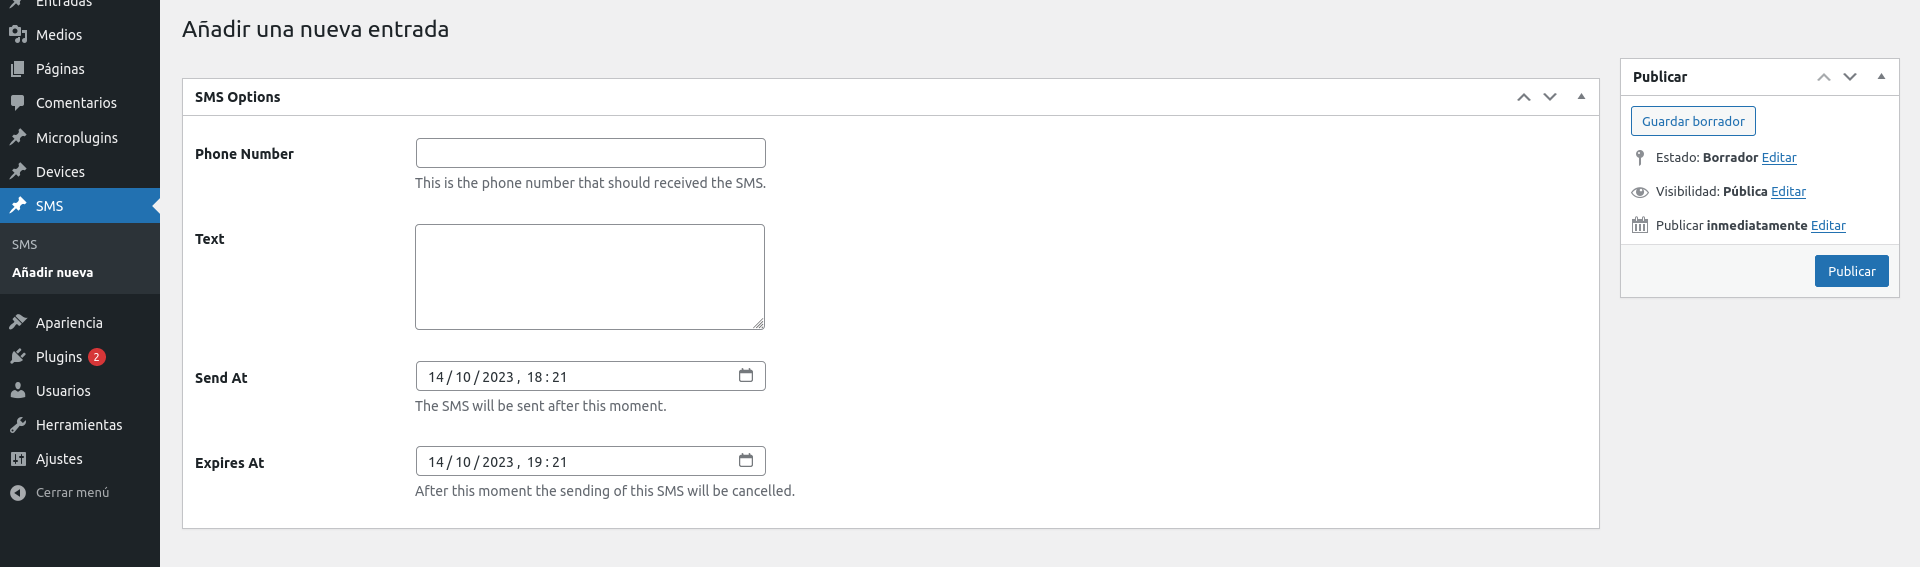 Entradas
Medios
Páginas
Comentarios
Microplugins
Devices
SMS
SMS
Añadir nueva
Apariencia
Plugins 2
Usuarios
Herramientas
Ajustes
Cerrar menú
Añadir una nueva entrada
SMS Options
Phone Number
This is the phone number that should received the SMS.
Text
Send At
14/10/2023, 18:21
The SMS will be sent after this moment.
Expires At
14/10/2023, 19:21
After this moment the sending of this SMS will be cancelled.
Publicar
Guardar borrador
Estado: Borrador Editar
Visibilidad: Pública Editar
Publicar inmediatamente Editar
Publicar